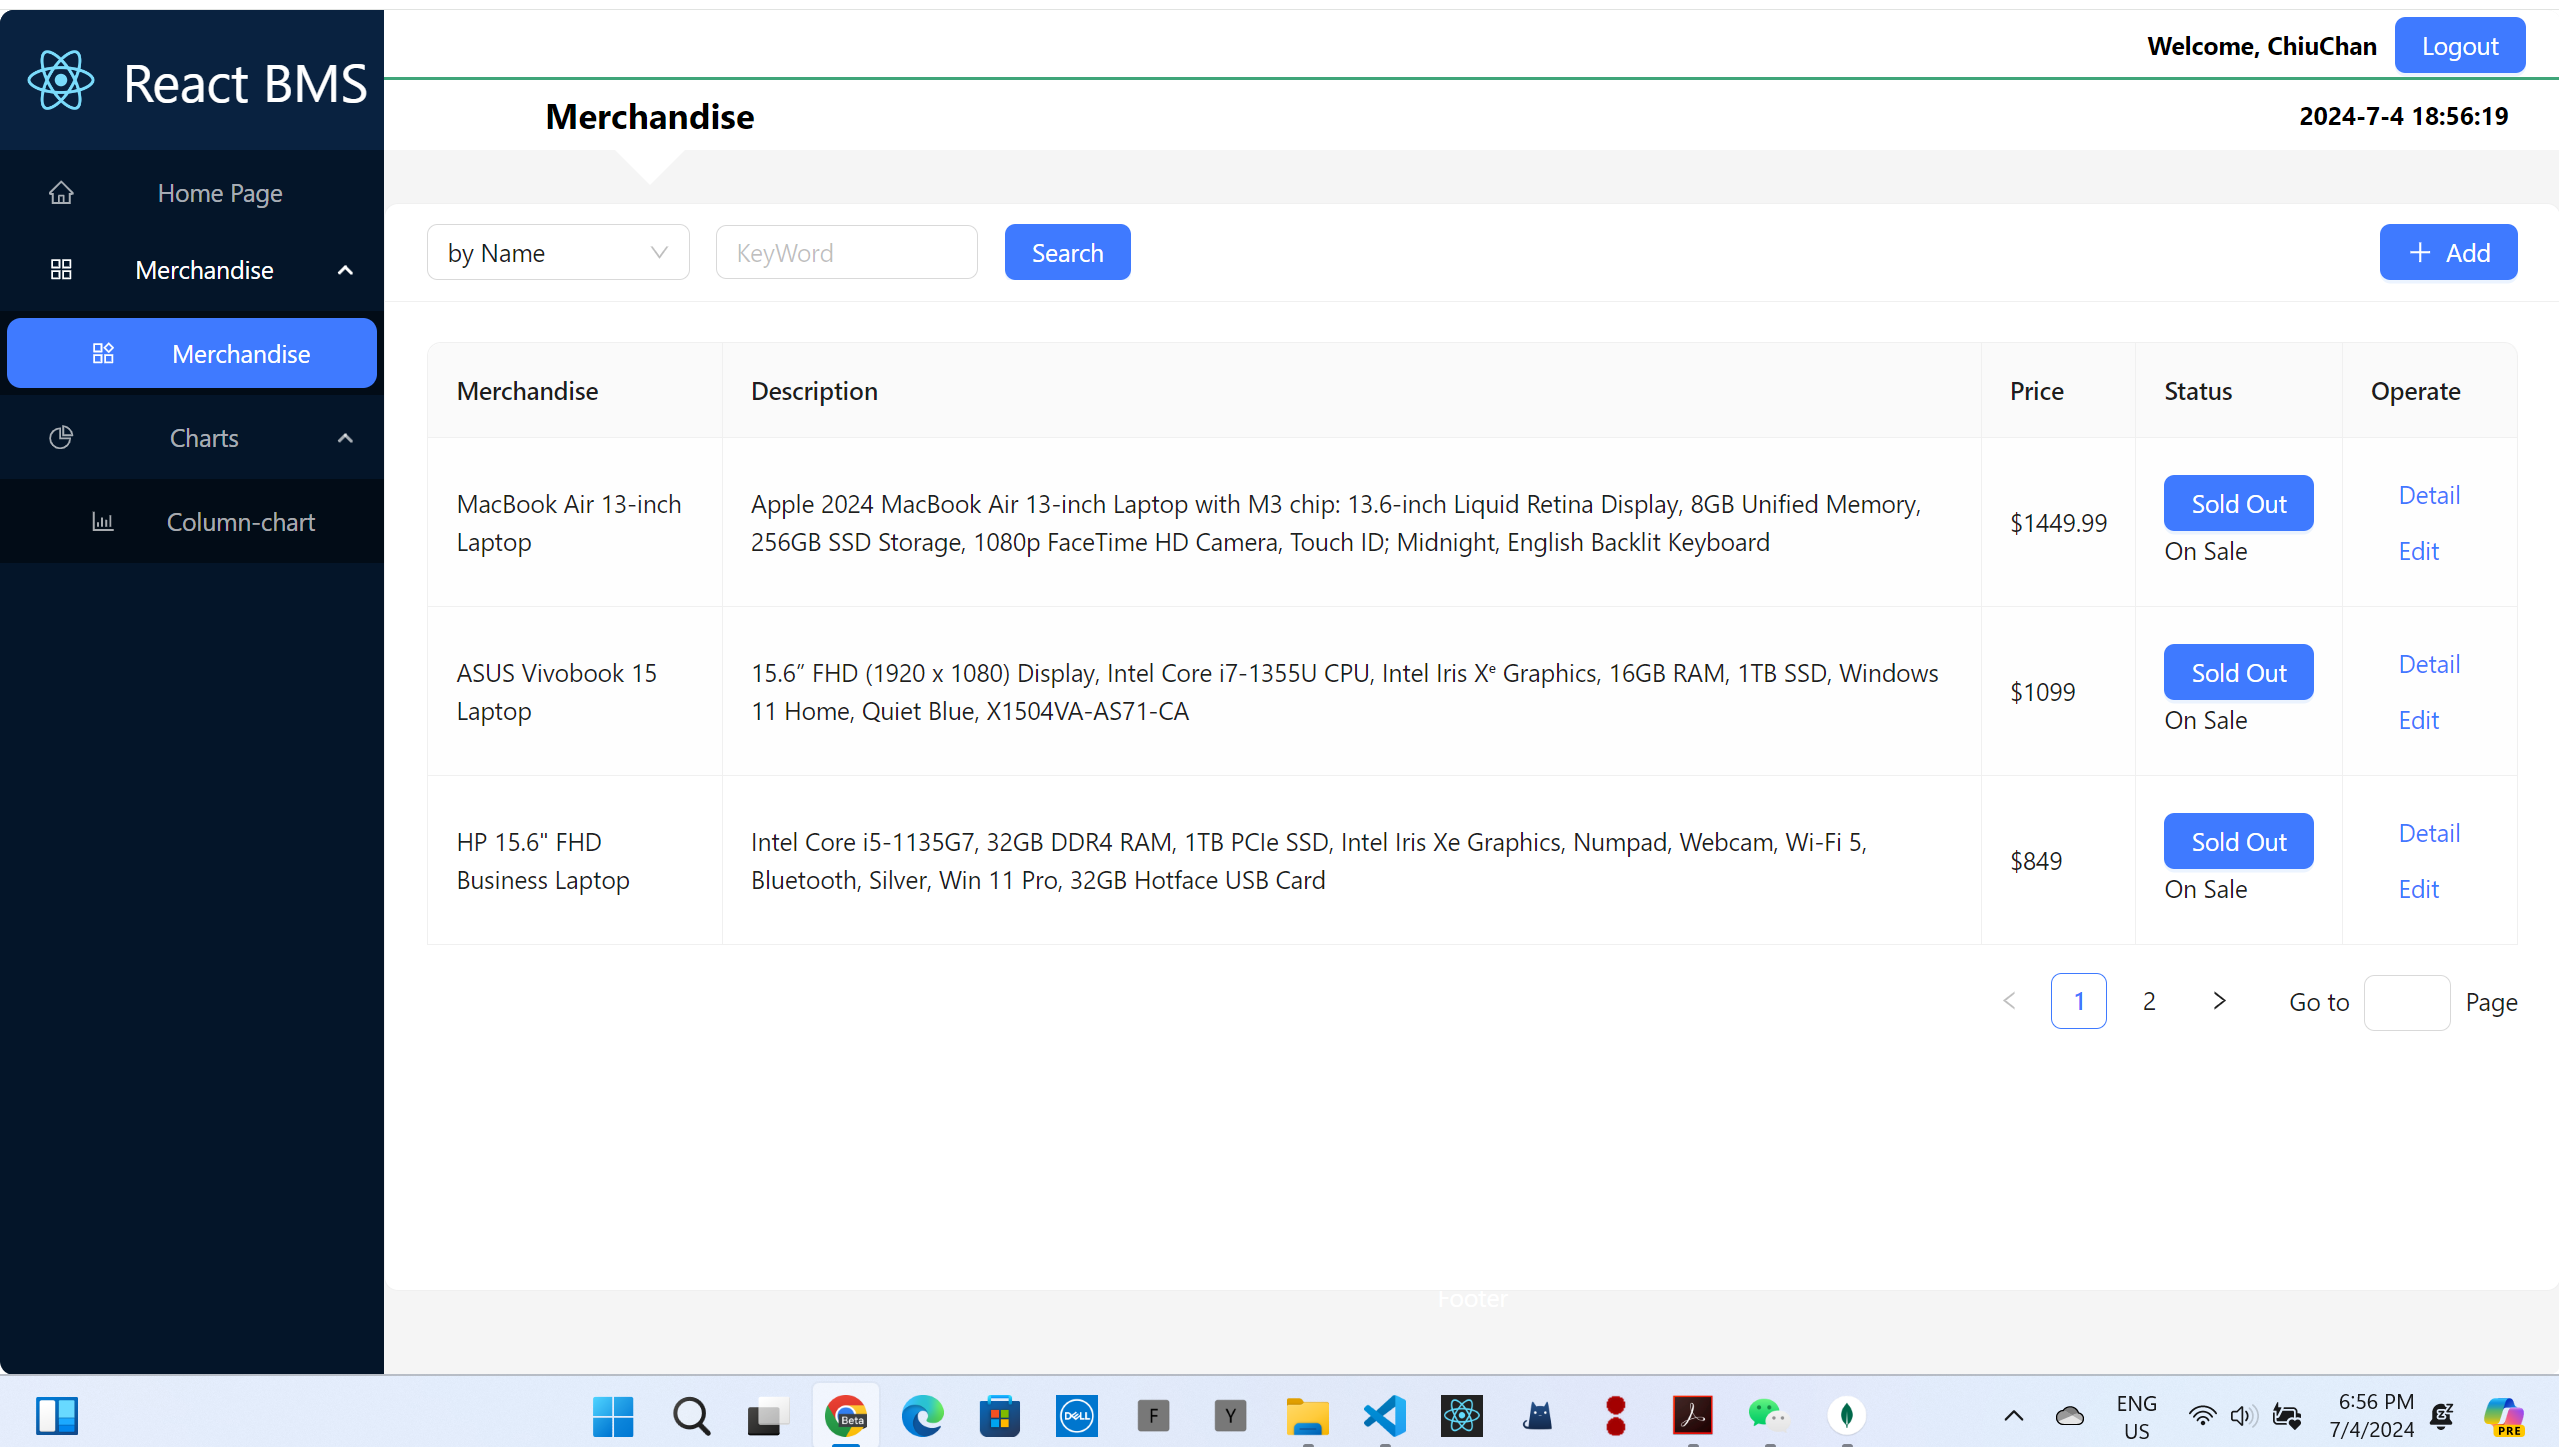 React BMS
Welcome, ChiuChan
Logout
Merchandise
2024-7-4 18:56:19
Home Page
Merchandise
Merchandise
Charts
Column-chart
by Name
KeyWord
Search
Add
Merchandise
Description
Price
Status
Operate
MacBook Air 13-inch
Laptop
Apple 2024 MacBook Air 13-inch Laptop with M3 chip: 13.6-inch Liquid Retina Display, 8GB Unified Memory,
256GB SSD Storage, 1080p FaceTime HD Camera, Touch ID; Midnight, English Backlit Keyboard
$1449.99
Sold Out
On Sale
Detail
Edit
ASUS Vivobook 15
Laptop
15.6” FHD (1920 x 1080) Display, Intel Core i7-1355U CPU, Intel Iris Xᵉ Graphics, 16GB RAM, 1TB SSD, Windows
11 Home, Quiet Blue, X1504VA-AS71-CA
$1099
Sold Out
On Sale
Detail
Edit
HP 15.6" FHD
Business Laptop
Intel Core i5-1135G7, 32GB DDR4 RAM, 1TB PCIe SSD, Intel Iris Xe Graphics, Numpad, Webcam, Wi-Fi 5,
Bluetooth, Silver, Win 11 Pro, 32GB Hotface USB Card
$849
Sold Out
On Sale
Detail
Edit
1
2
Go to
Page
Footer
Beta
DELL
F
Y
ENG
US
6:56 PM
7/4/2024
PRE